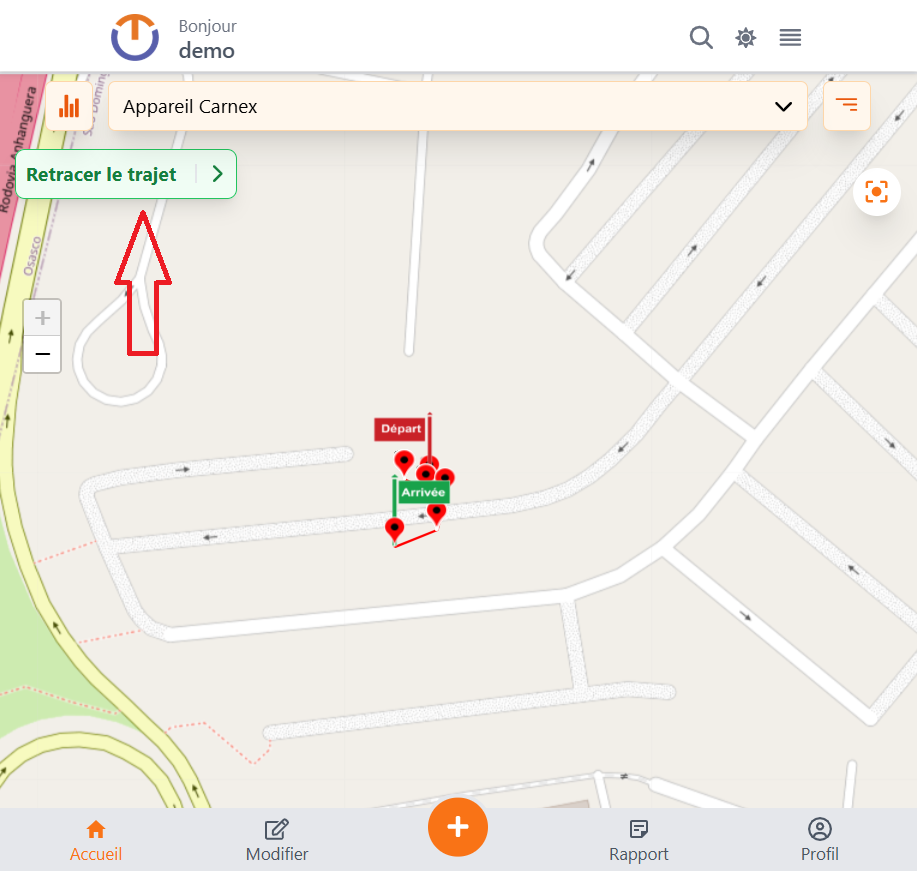 Bonjour
demo
Appareil Carnex
Rodovia Anhanguera
Retracer le trajet
Osasco
+
−
Départ
Arrivée
+
Accueil
Modifier
Rapport
Profil